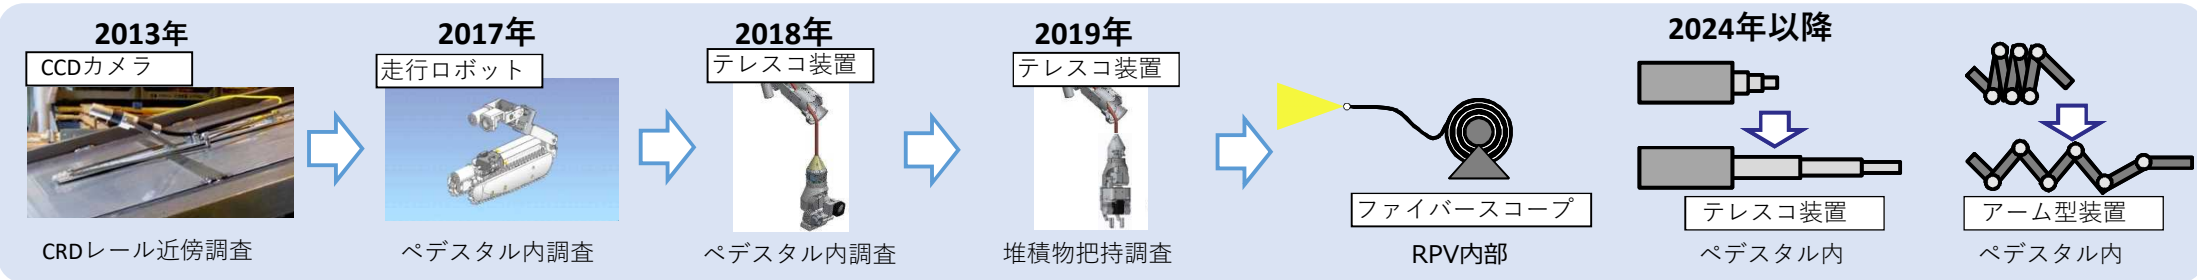 2013年
CCDカメラ
CRDレール近傍調査
2017年
走行ロボット
ペデスタル内調査
2018年
テレスコ装置
ペデスタル内調査
2019年
テレスコ装置
堆積物把持調査
ファイバースコープ
RPV内部
2024年以降
テレスコ装置
ペデスタル内
アーム型装置
ペデスタル内